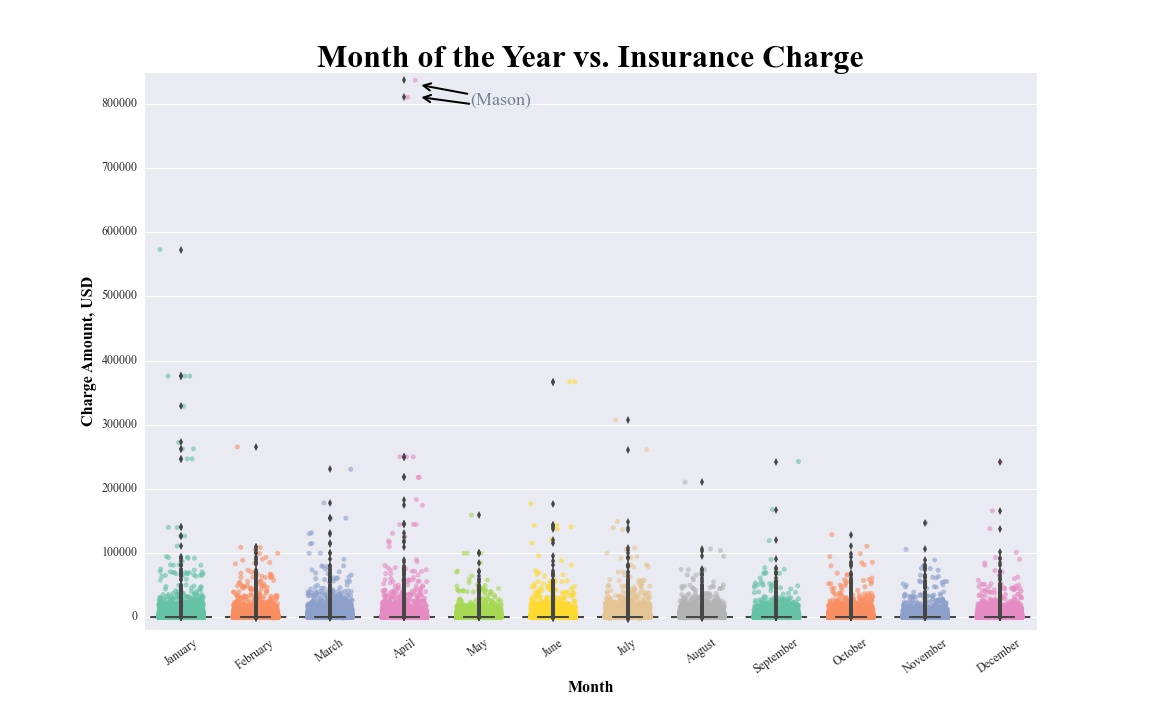 Month of the Year vs. Insurance Charge
(Mason)
800000
700000
600000
500000
400000
300000
200000
100000
0
Charge Amount, USD
January February March April May June July August September October November December
Month